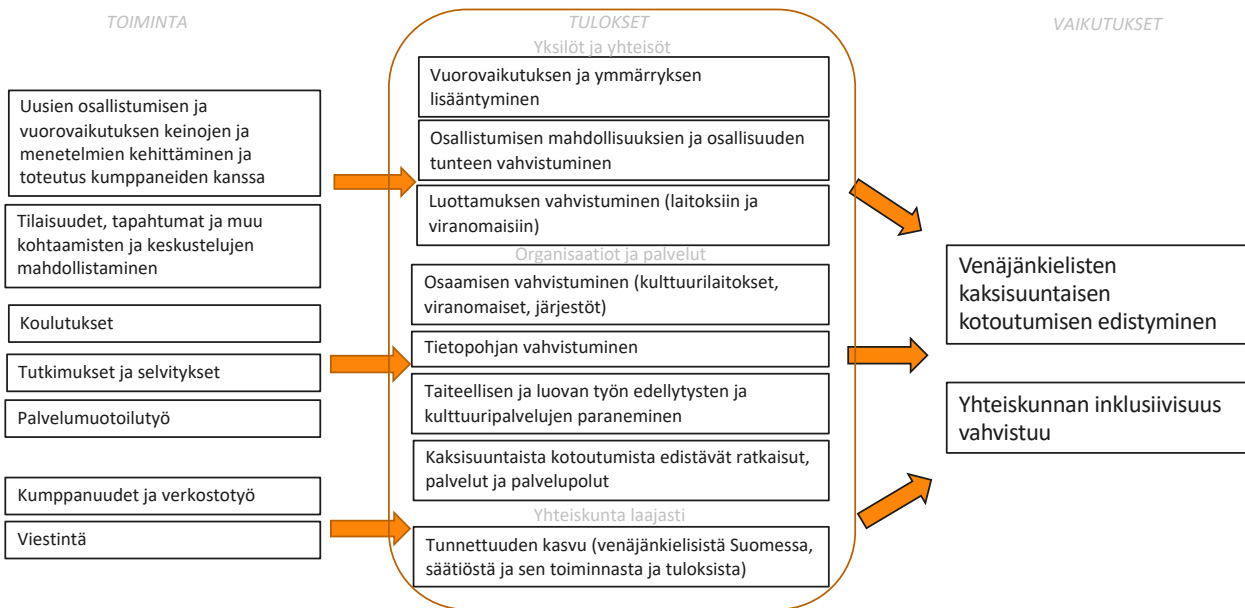 TOIMINTA
Uusien osallistumisen ja
vuorovaikutuksen keinojen ja
menetelmien kehittäminen ja
toteutus kumppaneiden kanssa
Tilaisuudet, tapahtumat ja muu
kohtaamisten ja keskustelujen
mahdollistaminen
Koulutukset
Tutkimukset ja selvitykset
Palvelumuotoilutyö
Kumppanuudet ja verkostotyö
Viestintä
TULOKSET
Yksilöt ja yhteisöt
Vuorovaikutuksen ja ymmärryksen
lisääntyminen
Osallistumisen mahdollisuuksien ja osallisuuden
tunteen vahvistuminen
Luottamuksen vahvistuminen (laitoksiin ja
viranomaisiin)
Organisaatiot ja palvelut
Osaamisen vahvistuminen (kulttuurilaitokset,
viranomaiset, järjestöt)
Tietopohjan vahvistuminen
Taiteellisen ja luovan työn edellytysten ja
kulttuuripalvelujen paraneminen
Kaksisuuntaista kotoutumista edistävät ratkaisut,
palvelut ja palvelupolut
Yhteiskunta laajasti
Tunnettuuden kasvu (venäjänkielisistä Suomessa,
säätiöstä ja sen toiminnasta ja tuloksista)
VAIKUTUKSET
Venäjänkielisten
kaksisuuntaisen
kotoutumisen edistyminen
Yhteiskunnan inklusiivisuus
vahvistuu